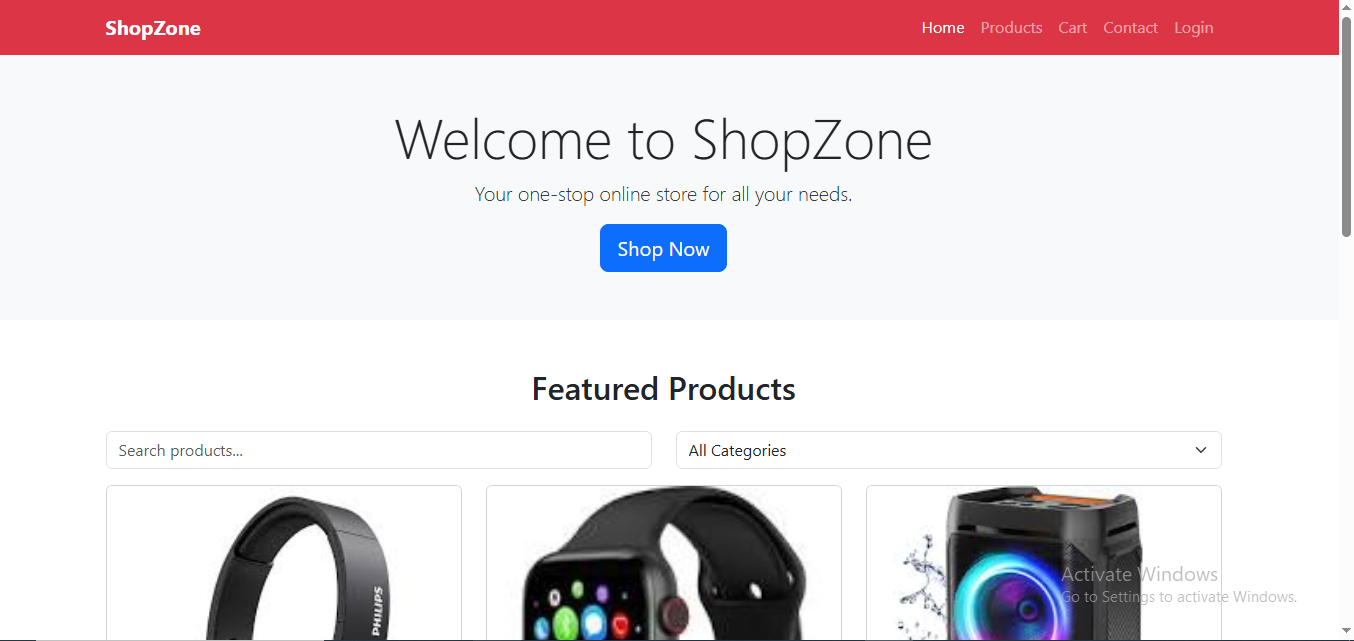 ShopZone
Home Products Cart Contact Login
Welcome to ShopZone
Your one-stop online store for all your needs.
Shop Now
Featured Products
Search products...
All Categories
PHILIPS
Activate Windows
Go to Settings to activate Windows.